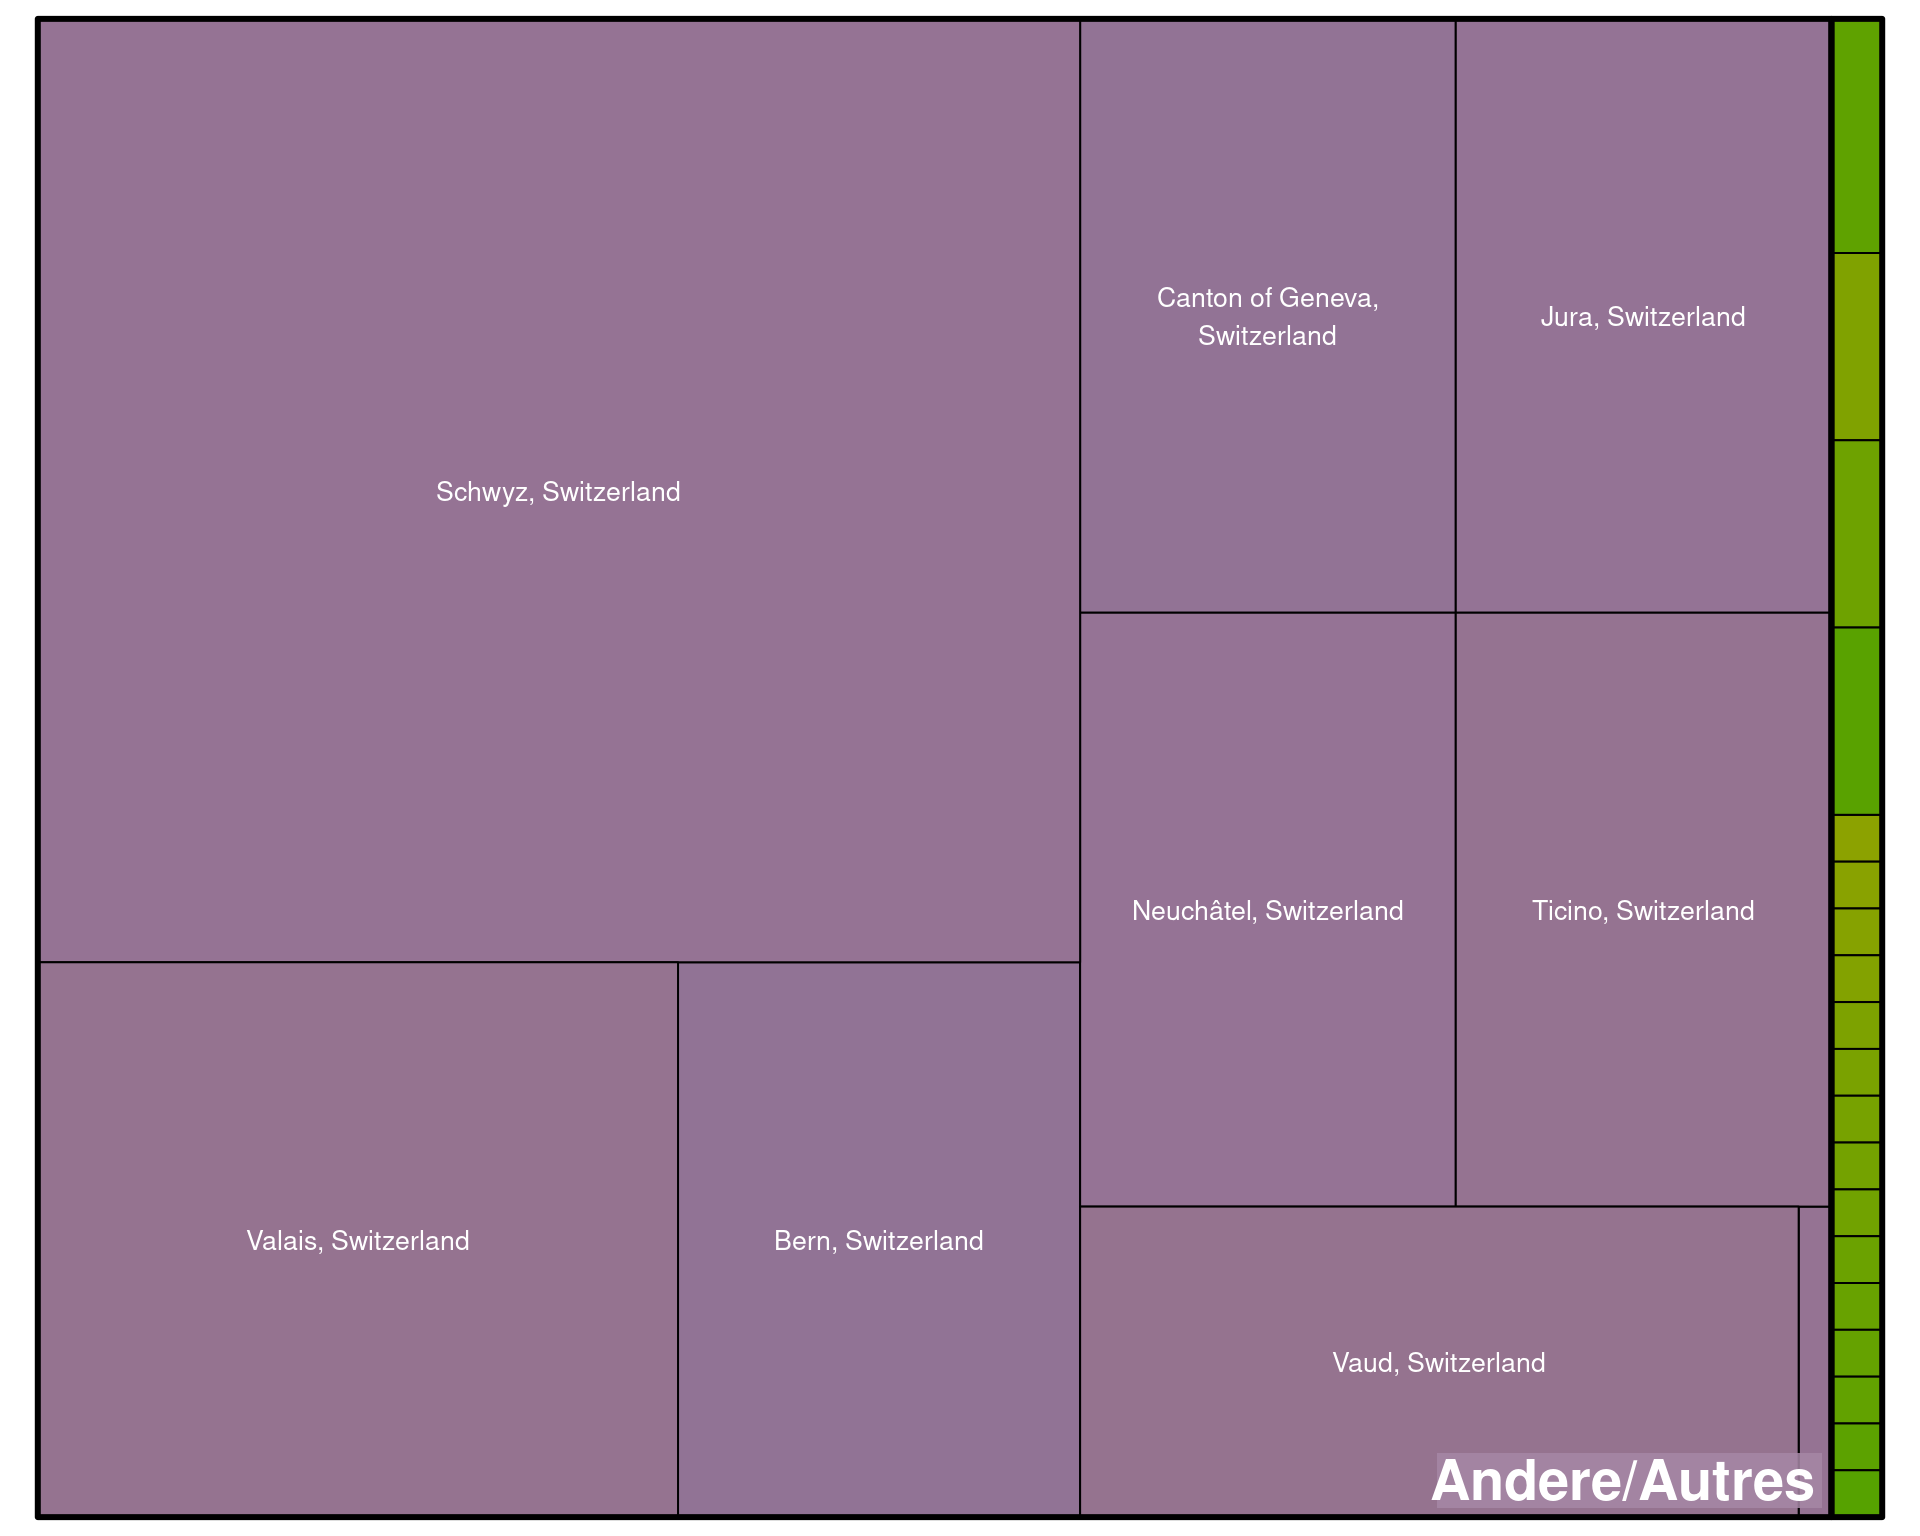 Canton of Geneva,
Switzerland
Jura, Switzerland
Schwyz, Switzerland
Neuchâtel, Switzerland
Ticino, Switzerland
Valais, Switzerland
Bern, Switzerland
Vaud, Switzerland
Andere/Autres